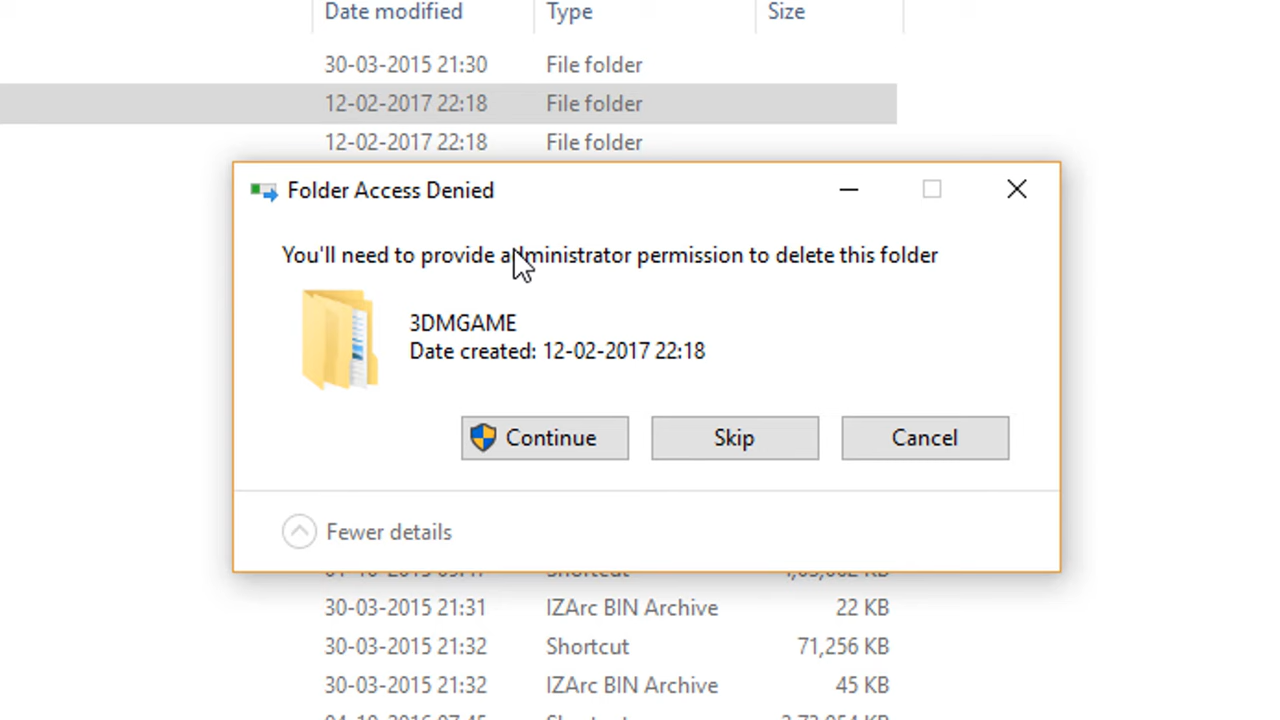 Date modified Type Size
30-03-2015 21:30 File folder
12-02-2017 22:18 File folder
12-02-2017 22:18 File folder
Folder Access Denied
You'll need to provide administrator permission to delete this folder
3DMGAME
Date created: 12-02-2017 22:18
Continue Skip Cancel
Fewer details
Shortcut
30-03-2015 21:31 IZArc BIN Archive 22 KB
30-03-2015 21:32 Shortcut 71,256 KB
30-03-2015 21:32 IZArc BIN Archive 45 KB